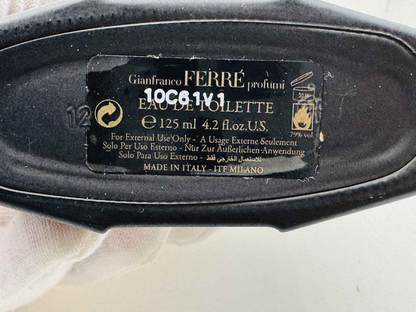 Gianfranco FERRÉ profumi
10C61V1
EAU DE TOILETTE
℮ 125 ml 4.2 fl.oz.U.S.
79% vol
For External Use Only - A Usage Externe Seulement
Solo Per Uso Esterno - Nür Zur Äußerlichen Anwendung
Solo Para Uso Externo - للاستعمال الخارجي فقط
MADE IN ITALY - ITF MILANO
12